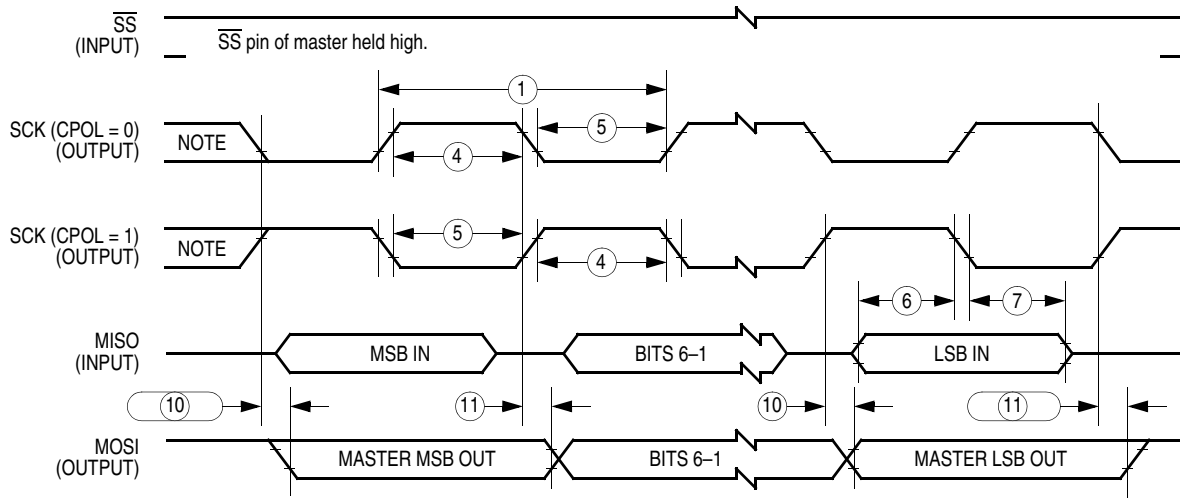 SS
(INPUT)
SS pin of master held high.
1
SCK (CPOL = 0)
(OUTPUT)
NOTE
5
4
SCK (CPOL = 1)
(OUTPUT)
NOTE
5
4
6
7
MISO
(INPUT)
MSB IN
BITS 6–1
LSB IN
10
11
10
11
MOSI
(OUTPUT)
MASTER MSB OUT
BITS 6–1
MASTER LSB OUT